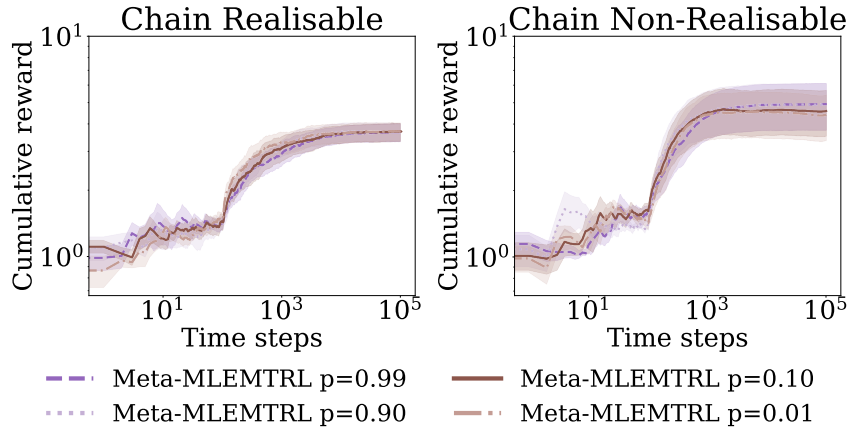 Chain Realisable
Chain Non-Realisable
Cumulative reward
10^1
10^0
10^1
10^3
10^5
Time steps
Cumulative reward
10^1
10^0
10^1
10^3
10^5
Time steps
Meta-MLEMTRL p=0.99
Meta-MLEMTRL p=0.90
Meta-MLEMTRL p=0.10
Meta-MLEMTRL p=0.01